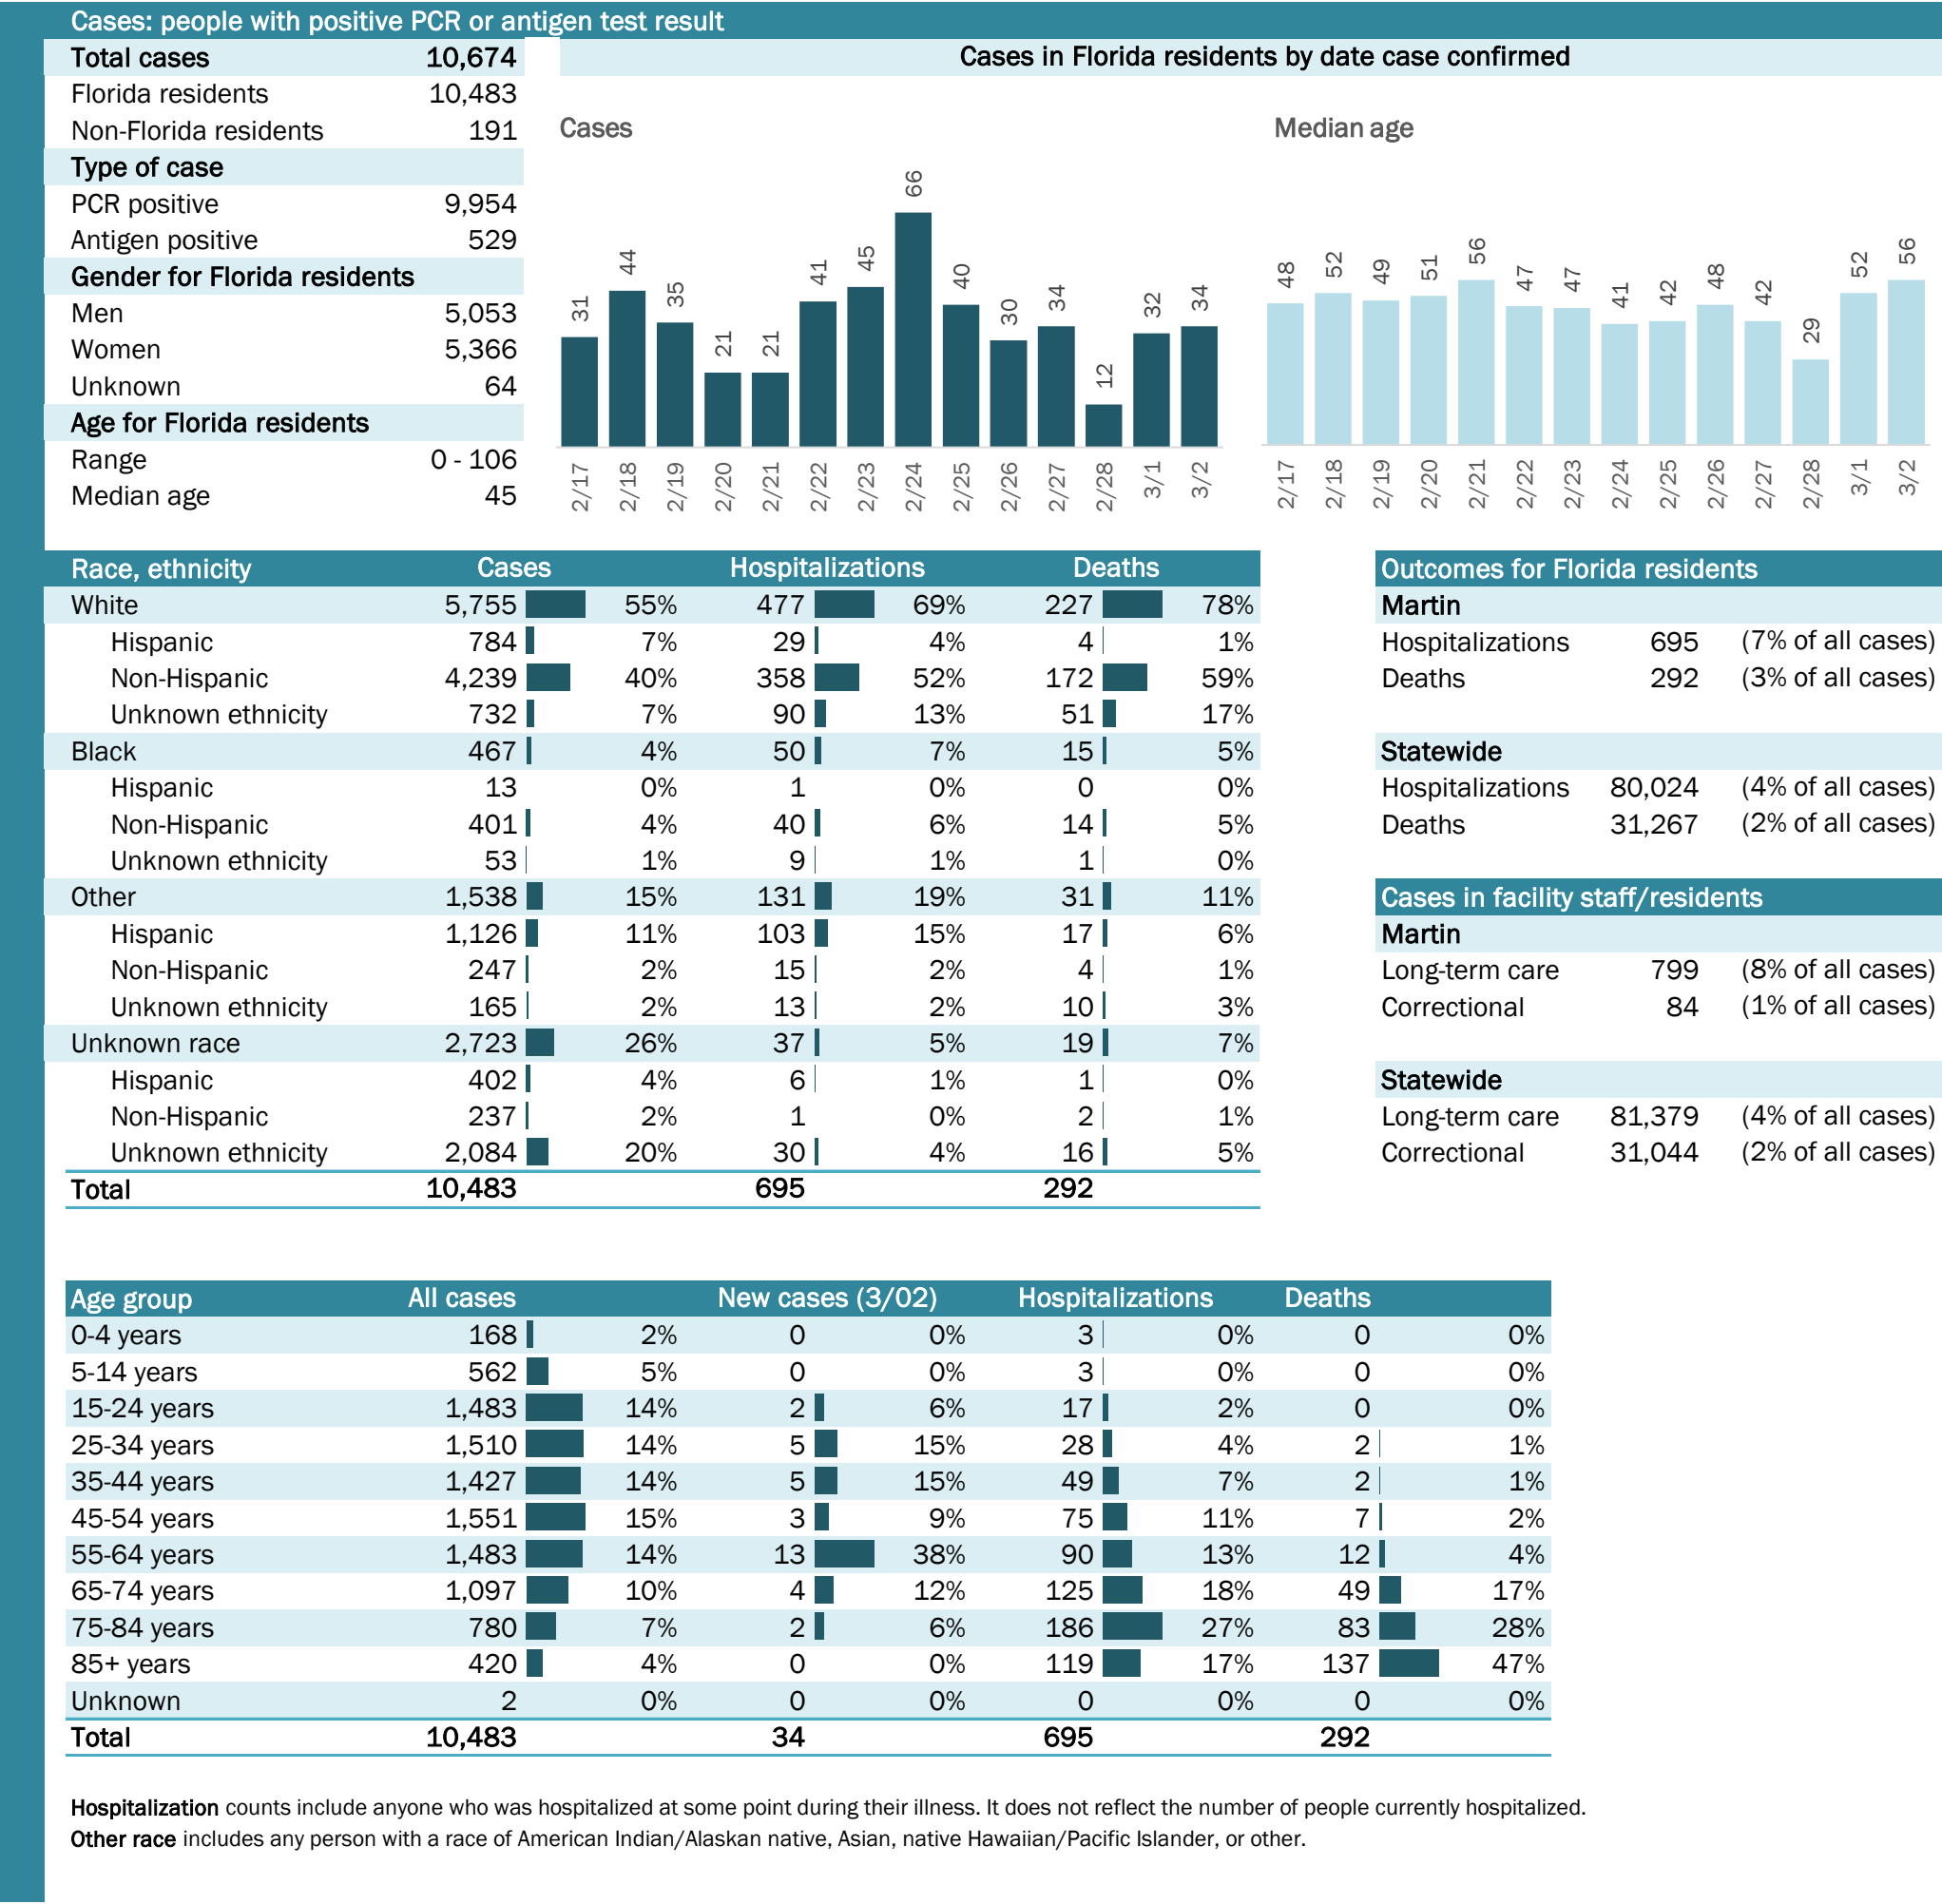 Cases: people with positive PCR or antigen test result
Total cases 10,674
Florida residents 10,483
Non-Florida residents 191
Type of case
PCR positive 9,954
Antigen positive 529
Gender for Florida residents
Men 5,053
Women 5,366
Unknown 64
Age for Florida residents
Range 0 - 106
Median age 45
Cases in Florida residents by date case confirmed
Cases
31 44 35 21 21 41 45 66 40 30 34 12 32 34
2/17 2/18 2/19 2/20 2/21 2/22 2/23 2/24 2/25 2/26 2/27 2/28 3/1 3/2
Median age
48 52 49 51 56 47 47 41 42 48 42 29 52 56
2/17 2/18 2/19 2/20 2/21 2/22 2/23 2/24 2/25 2/26 2/27 2/28 3/1 3/2
Race, ethnicity Cases Hospitalizations Deaths
White 5,755 55% 477 69% 227 78%
Hispanic 784 7% 29 4% 4 1%
Non-Hispanic 4,239 40% 358 52% 172 59%
Unknown ethnicity 732 7% 90 13% 51 17%
Black 467 4% 50 7% 15 5%
Hispanic 13 0% 1 0% 0 0%
Non-Hispanic 401 4% 40 6% 14 5%
Unknown ethnicity 53 1% 9 1% 1 0%
Other 1,538 15% 131 19% 31 11%
Hispanic 1,126 11% 103 15% 17 6%
Non-Hispanic 247 2% 15 2% 4 1%
Unknown ethnicity 165 2% 13 2% 10 3%
Unknown race 2,723 26% 37 5% 19 7%
Hispanic 402 4% 6 1% 1 0%
Non-Hispanic 237 2% 1 0% 2 1%
Unknown ethnicity 2,084 20% 30 4% 16 5%
Total 10,483 695 292
Outcomes for Florida residents
Martin
Hospitalizations 695 (7% of all cases)
Deaths 292 (3% of all cases)
Statewide
Hospitalizations 80,024 (4% of all cases)
Deaths 31,267 (2% of all cases)
Cases in facility staff/residents
Martin
Long-term care 799 (8% of all cases)
Correctional 84 (1% of all cases)
Statewide
Long-term care 81,379 (4% of all cases)
Correctional 31,044 (2% of all cases)
Age group All cases New cases (3/02) Hospitalizations Deaths
0-4 years 168 2% 0 0% 3 0% 0 0%
5-14 years 562 5% 0 0% 3 0% 0 0%
15-24 years 1,483 14% 2 6% 17 2% 0 0%
25-34 years 1,510 14% 5 15% 28 4% 2 1%
35-44 years 1,427 14% 5 15% 49 7% 2 1%
45-54 years 1,551 15% 3 9% 75 11% 7 2%
55-64 years 1,483 14% 13 38% 90 13% 12 4%
65-74 years 1,097 10% 4 12% 125 18% 49 17%
75-84 years 780 7% 2 6% 186 27% 83 28%
85+ years 420 4% 0 0% 119 17% 137 47%
Unknown 2 0% 0 0% 0 0% 0 0%
Total 10,483 34 695 292
Hospitalization counts include anyone who was hospitalized at some point during their illness. It does not reflect the number of people currently hospitalized.
Other race includes any person with a race of American Indian/Alaskan native, Asian, native Hawaiian/Pacific Islander, or other.